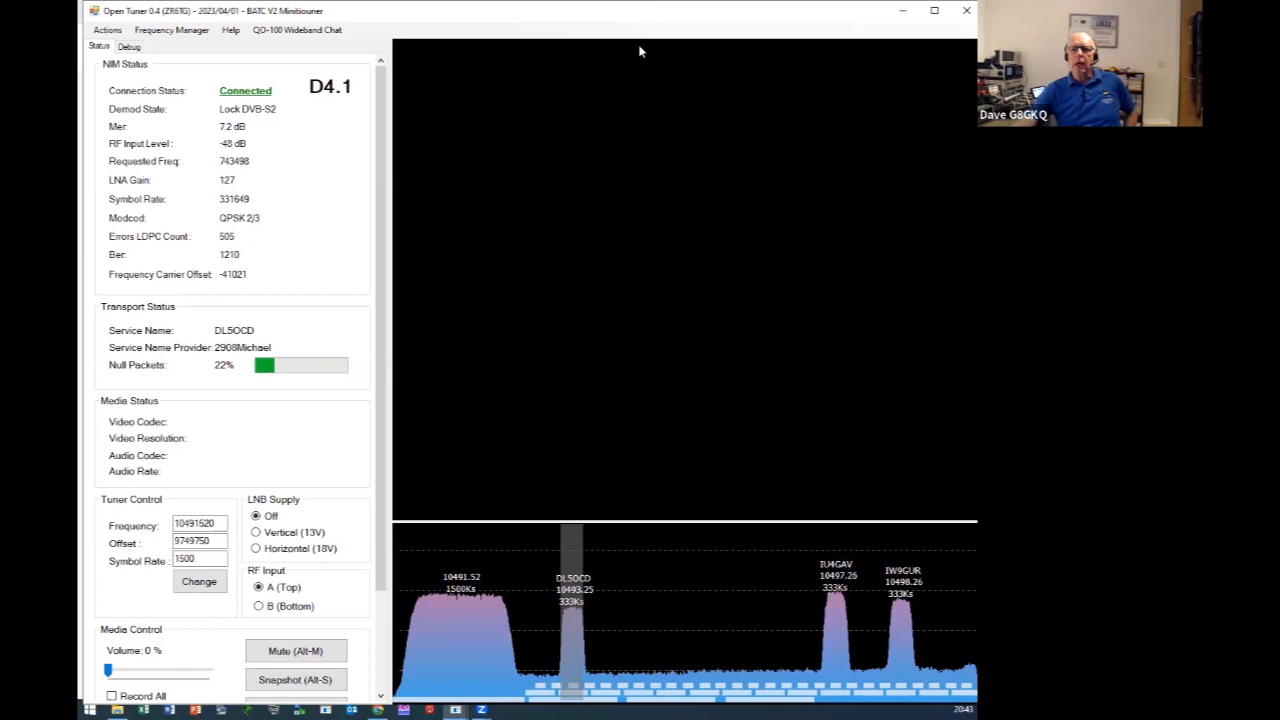 Open Tuner 0.4 (ZR6TG) - 2023/04/01 - BATC V2 Minitiouner
Actions Frequency Manager Help QO-100 Wideband Chat
Status Debug
NIM Status
Connection Status: Connected D4.1
Demod State: Lock DVB-S2
Mer: 7.2 dB
RF Input Level : -48 dB
Requested Freq: 743498
LNA Gain: 127
Symbol Rate: 331649
Modcod: QPSK 2/3
Errors LDPC Count : 505
Ber: 1210
Frequency Carrier Offset: -41021
Transport Status
Service Name: DL5OCD
Service Name Provider: 2908Michael
Null Packets: 22%
Media Status
Video Codec:
Video Resolution:
Audio Codec:
Audio Rate:
Tuner Control
Frequency: 10491520
Offset : 9749750
Symbol Rate : 1500
Change
LNB Supply
Off
Vertical (13V)
Horizontal (18V)
RF Input
A (Top)
B (Bottom)
Media Control
Volume: 0 %
Mute (Alt-M)
Snapshot (Alt-S)
Record All
10491.52
1500Ks
DL5OCD
10493.25
333Ks
IU4GAV
10497.26
333Ks
IW9GUR
10498.26
333Ks
Dave G8GKQ
20:43